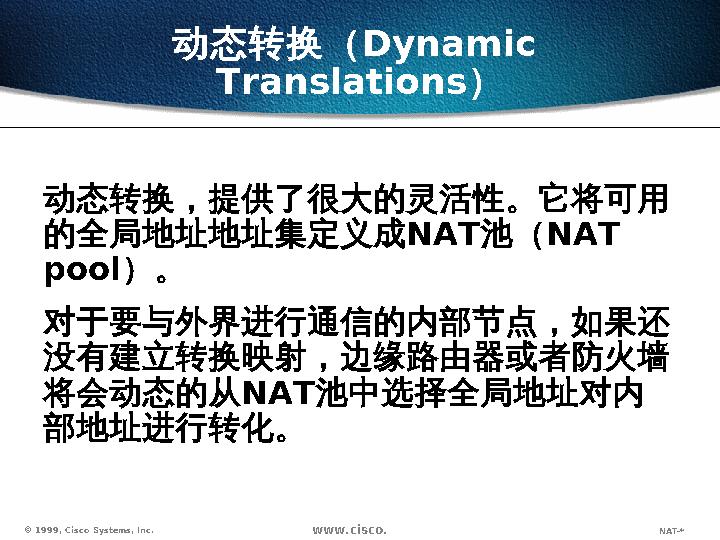 动态转换（Dynamic
Translations）
动态转换，提供了很大的灵活性。它将可用
的全局地址地址集定义成NAT池（NAT
pool）。
对于要与外界进行通信的内部节点，如果还
没有建立转换映射，边缘路由器或者防火墙
将会动态的从NAT池中选择全局地址对内
部地址进行转化。
© 1999, Cisco Systems, Inc.
www.cisco.
NAT-*